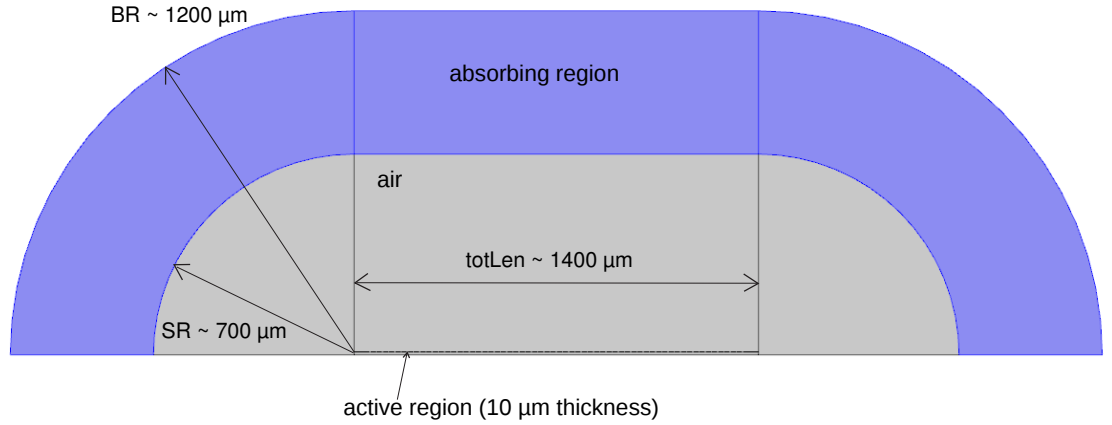 BR ~ 1200 µm
absorbing region
air
totLen ~ 1400 µm
SR ~ 700 µm
active region (10 µm thickness)